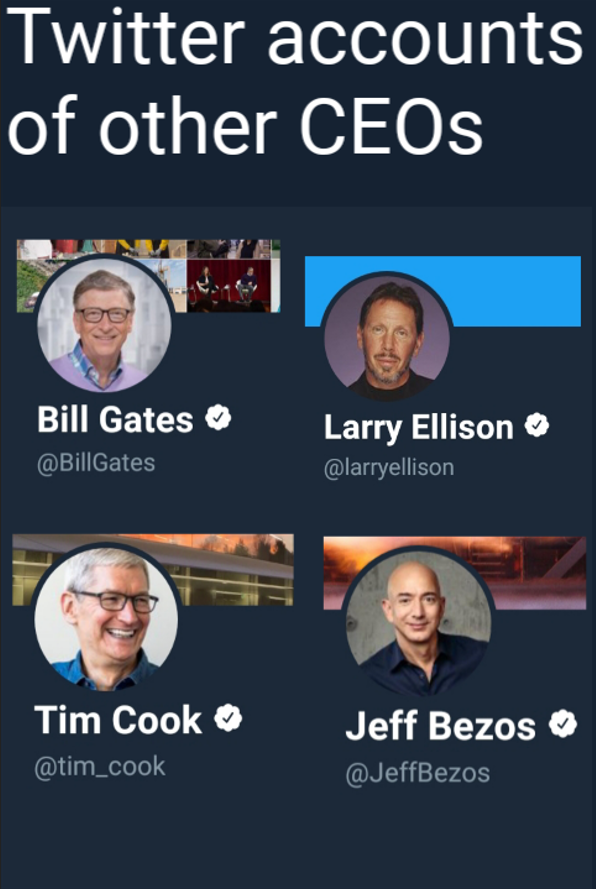 Twitter accounts
of other CEOs
Bill Gates
@BillGates
Larry Ellison
@larryellison
Tim Cook
@tim_cook
Jeff Bezos
@JeffBezos